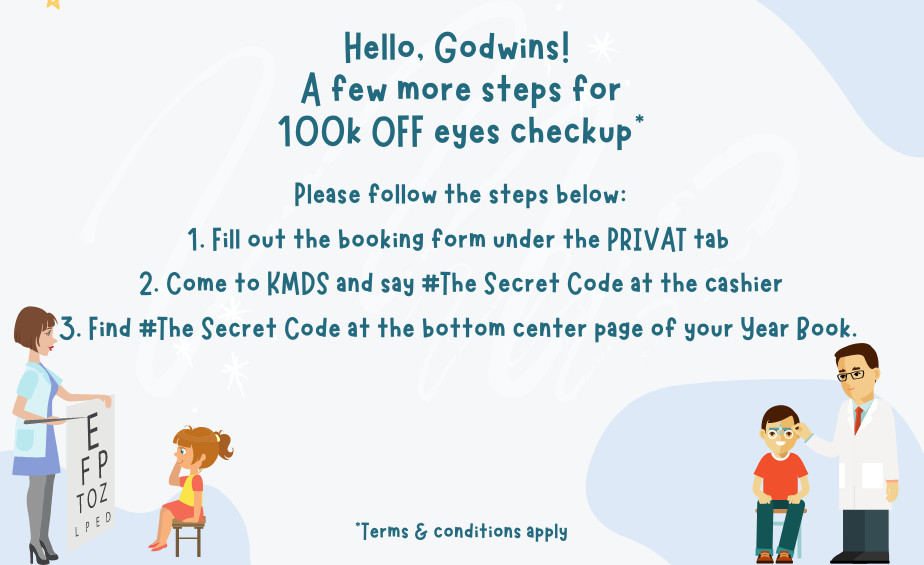 Hello, Godwins!
A few more steps for
100k OFF eyes checkup*
Please follow the steps below:
1. Fill out the booking form under the PRIVAT tab
2. Come to KMDS and say #The Secret Code at the cashier
3. Find #The Secret Code at the bottom center page of your Year Book.
E
F P
TOZ
L P E D
*Terms & conditions apply